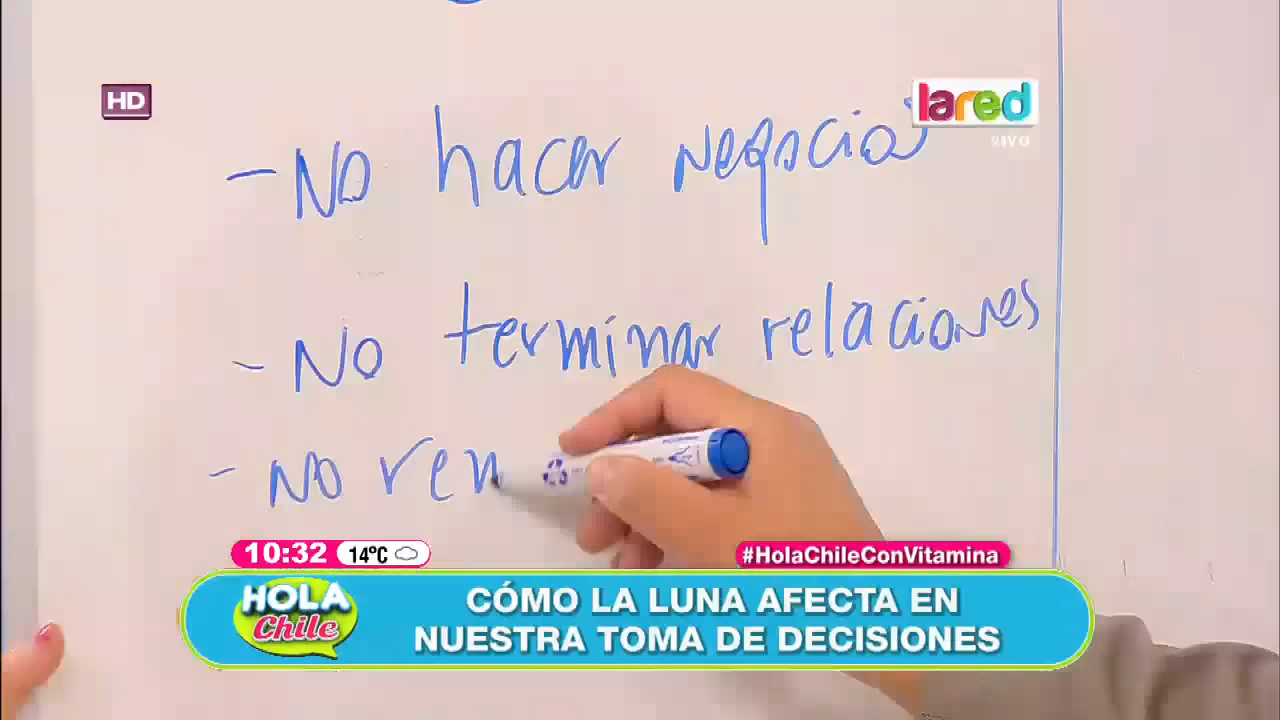 HD
lared
VIVO
- No hacer negocios
- No terminar relaciones
- No ren
10:32 14°C
#HolaChileConVitamina
HOLA
Chile
CÓMO LA LUNA AFECTA EN
NUESTRA TOMA DE DECISIONES